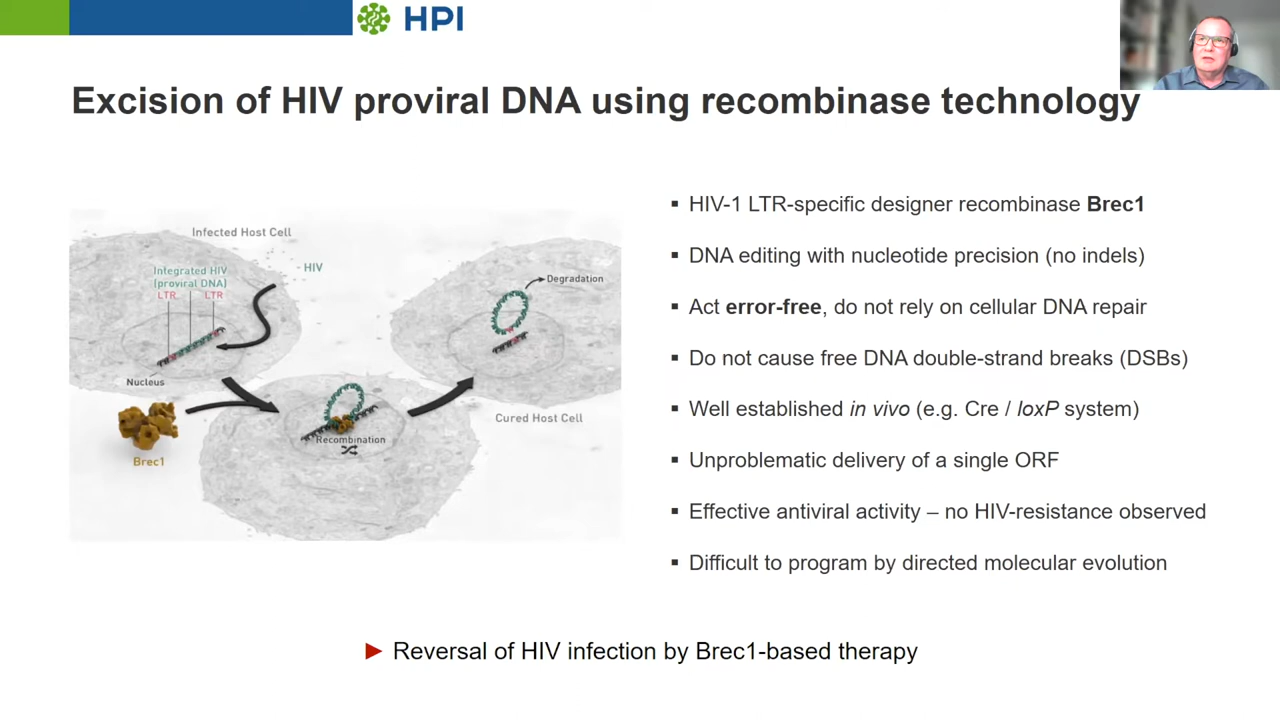 HPI
Excision of HIV proviral DNA using recombinase technology
Infected Host Cell
HIV
Integrated HIV
(proviral DNA)
LTR LTR
Nucleus
Brec1
Recombination
Degradation
Cured Host Cell
▪ HIV-1 LTR-specific designer recombinase Brec1
▪ DNA editing with nucleotide precision (no indels)
▪ Act error-free, do not rely on cellular DNA repair
▪ Do not cause free DNA double-strand breaks (DSBs)
▪ Well established in vivo (e.g. Cre / loxP system)
▪ Unproblematic delivery of a single ORF
▪ Effective antiviral activity – no HIV-resistance observed
▪ Difficult to program by directed molecular evolution
► Reversal of HIV infection by Brec1-based therapy